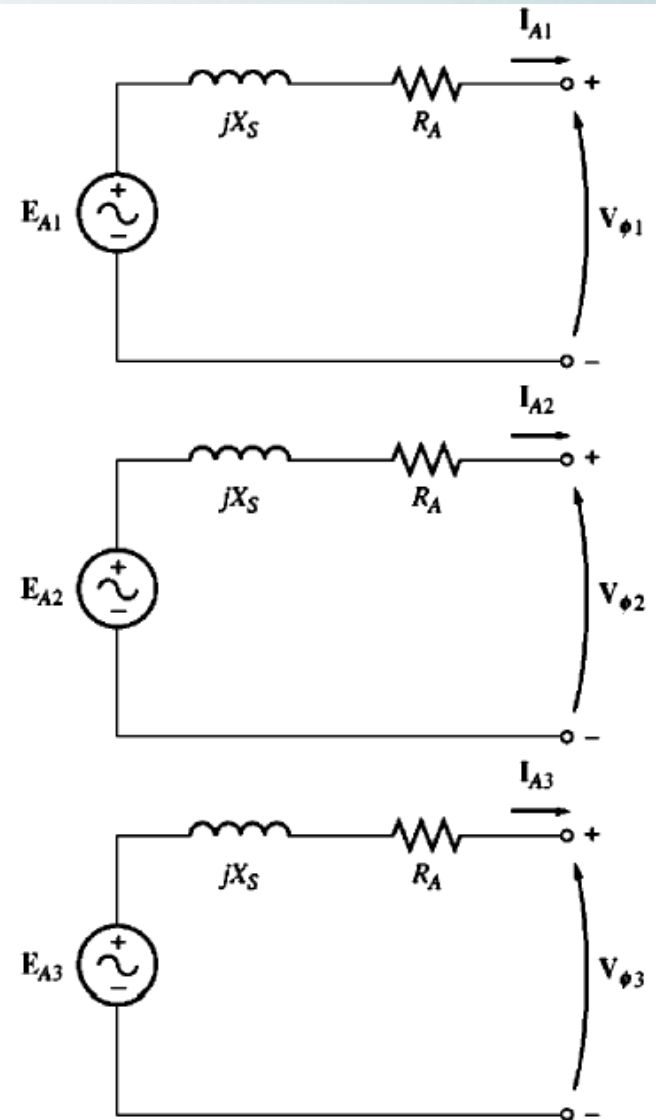 I_A1
+
jX_S R_A
+
E_A1 V_ϕ1
−
−
I_A2
+
jX_S R_A
+
E_A2 V_ϕ2
−
−
I_A3
+
jX_S R_A
+
E_A3 V_ϕ3
−
−